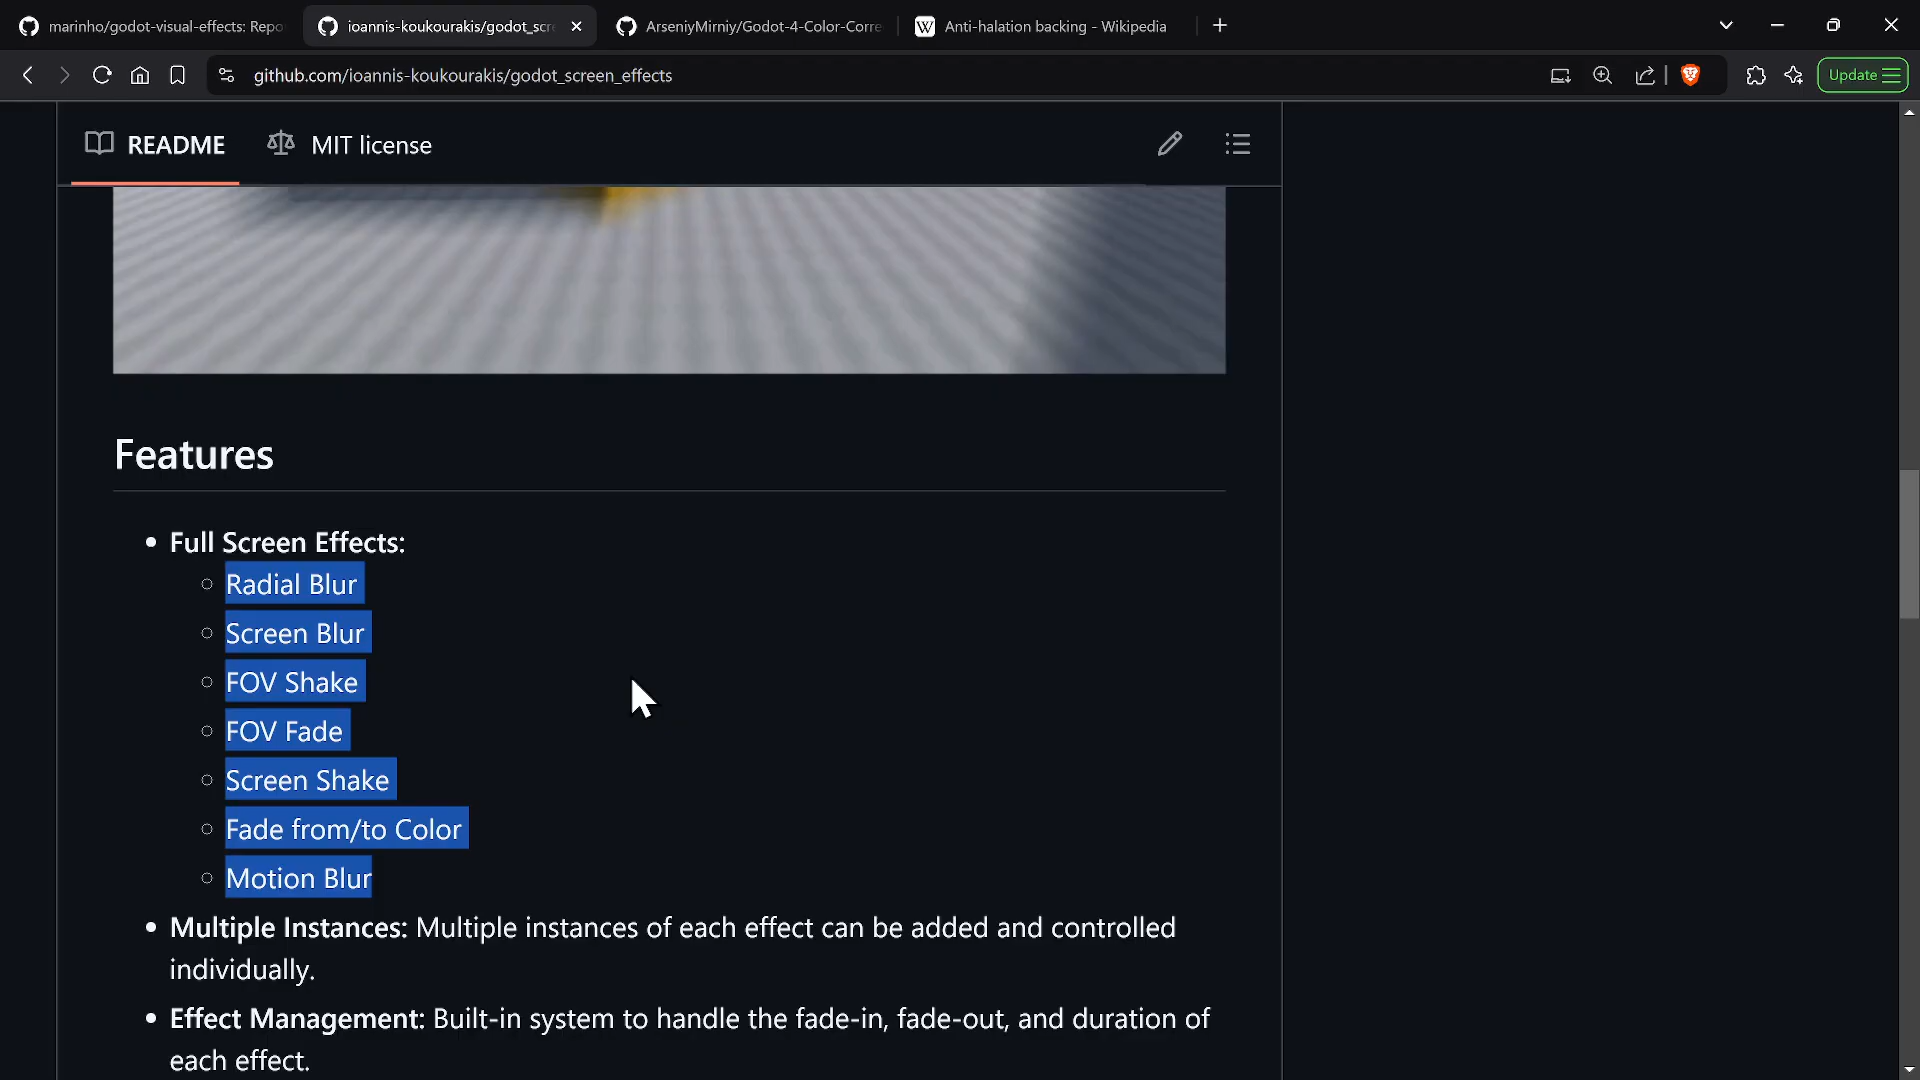 marinho/godot-visual-effects: Repo
ioannis-koukourakis/godot_scr
ArseniyMirniy/Godot-4-Color-Corre
W Anti-halation backing - Wikipedia
github.com/ioannis-koukourakis/godot_screen_effects
Update
README
MIT license
Features
Full Screen Effects:
Radial Blur
Screen Blur
FOV Shake
FOV Fade
Screen Shake
Fade from/to Color
Motion Blur
Multiple Instances: Multiple instances of each effect can be added and controlled
individually.
Effect Management: Built-in system to handle the fade-in, fade-out, and duration of
each effect.